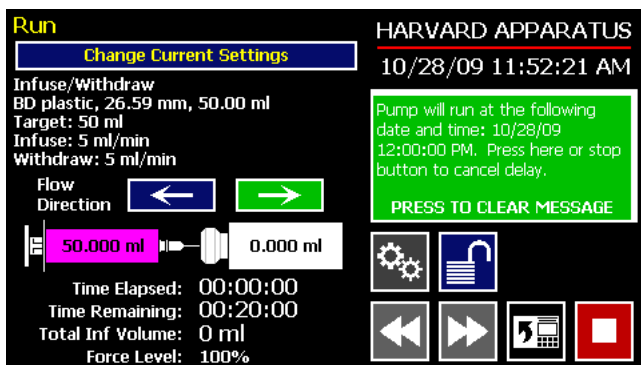 Run
Change Current Settings
Infuse/Withdraw
BD plastic, 26.59 mm, 50.00 ml
Target: 50 ml
Infuse: 5 ml/min
Withdraw: 5 ml/min
Flow
Direction
50.000 ml
0.000 ml
Time Elapsed: 00:00:00
Time Remaining: 00:20:00
Total Inf Volume: 0 ml
Force Level: 100%
HARVARD APPARATUS
10/28/09 11:52:21 AM
Pump will run at the following
date and time: 10/28/09
12:00:00 PM. Press here or stop
button to cancel delay.
PRESS TO CLEAR MESSAGE